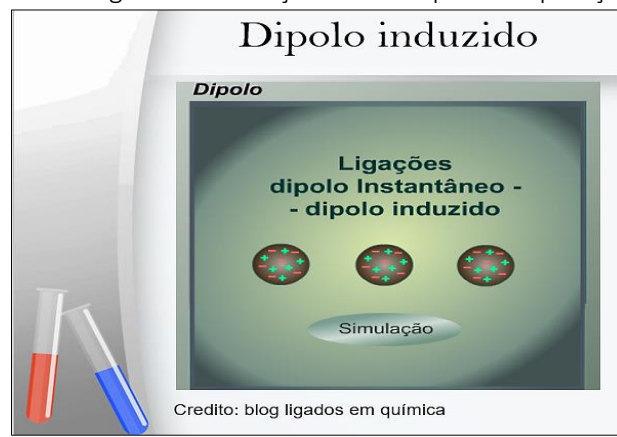 Dipolo induzido
Dipolo
Ligações
dipolo Instantâneo -
- dipolo induzido
Simulação
Credito: blog ligados em química